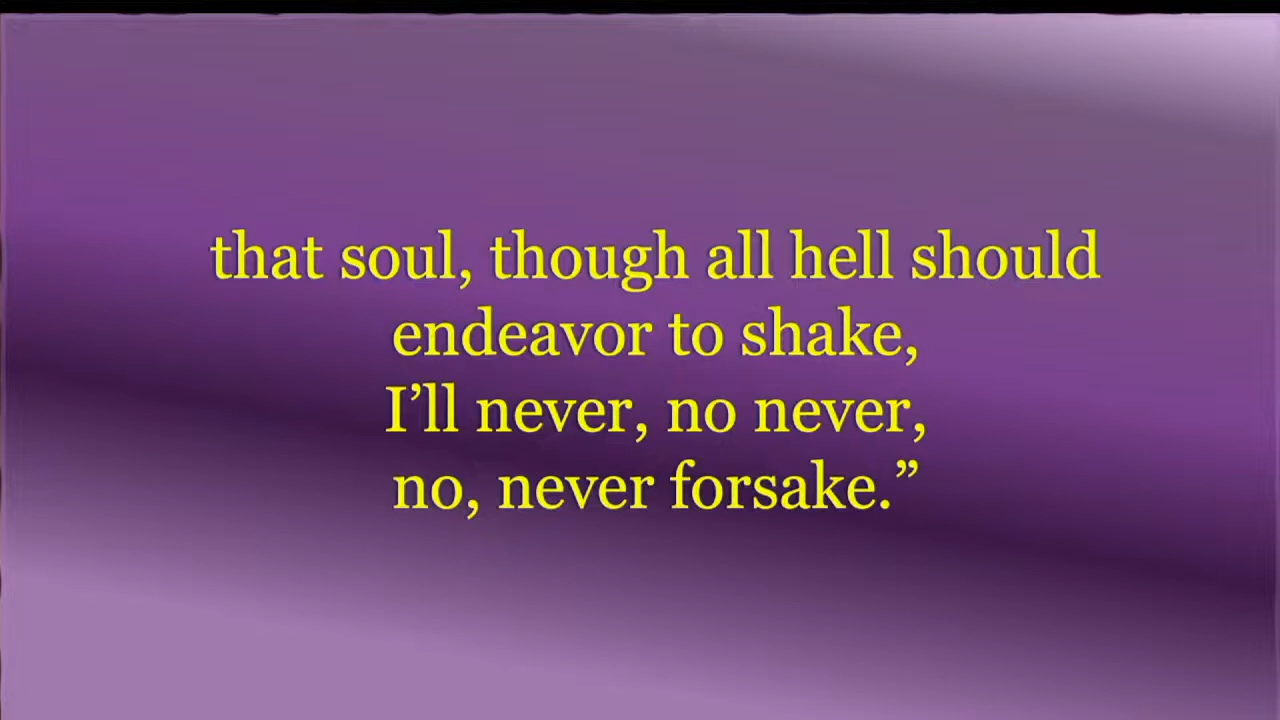 that soul, though all hell should
endeavor to shake,
I’ll never, no never,
no, never forsake.”